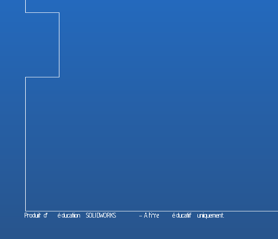 Produit d'éducation SOLIDWORKS – A titre éducatif uniquement